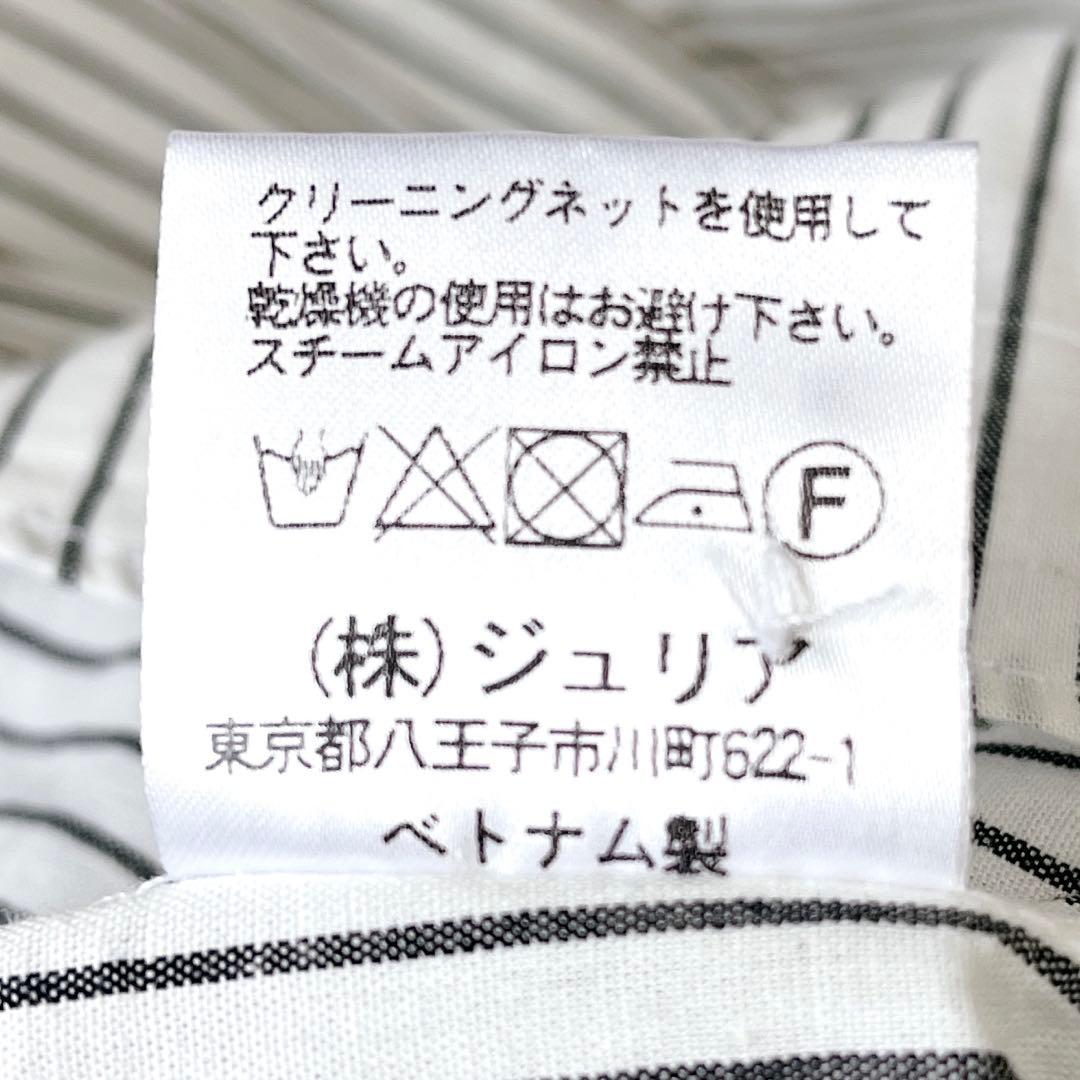 クリーニングネットを使用して
下さい。
乾燥機の使用はお避け下さい。
スチームアイロン禁止
F
(株)ジュリア
東京都八王子市川町622-1
ベトナム製